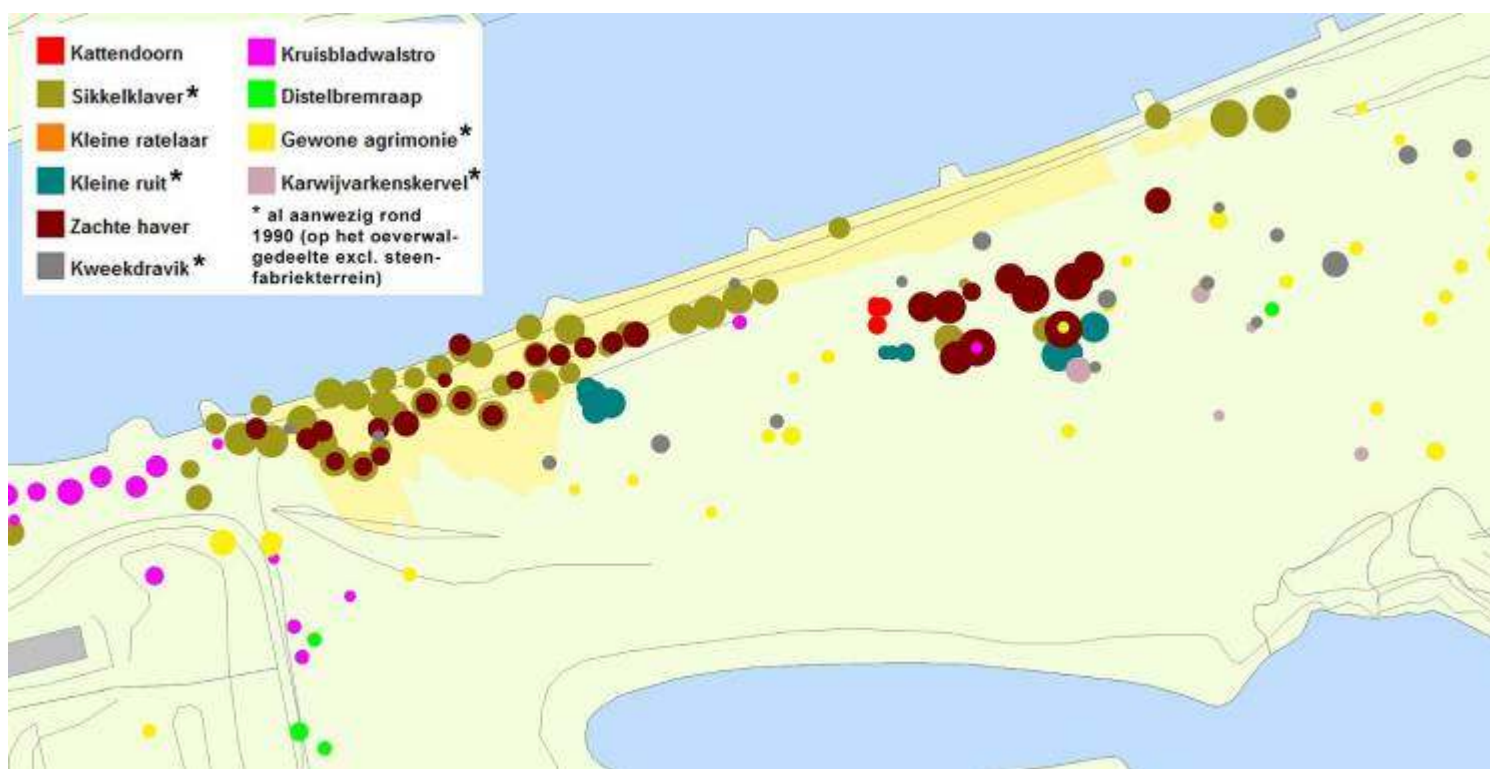 Kattendoorn
Sikkelklaver*
Kleine ratelaar
Kleine ruit*
Zachte haver
Kweekdravik*
Kruisbladwalstro
Distelbremraap
Gewone agrimonie*
Karwijvarkenskervel*
* al aanwezig rond
1990 (op het oeverwal-
gedeelte excl. steen-
fabriekterrein)